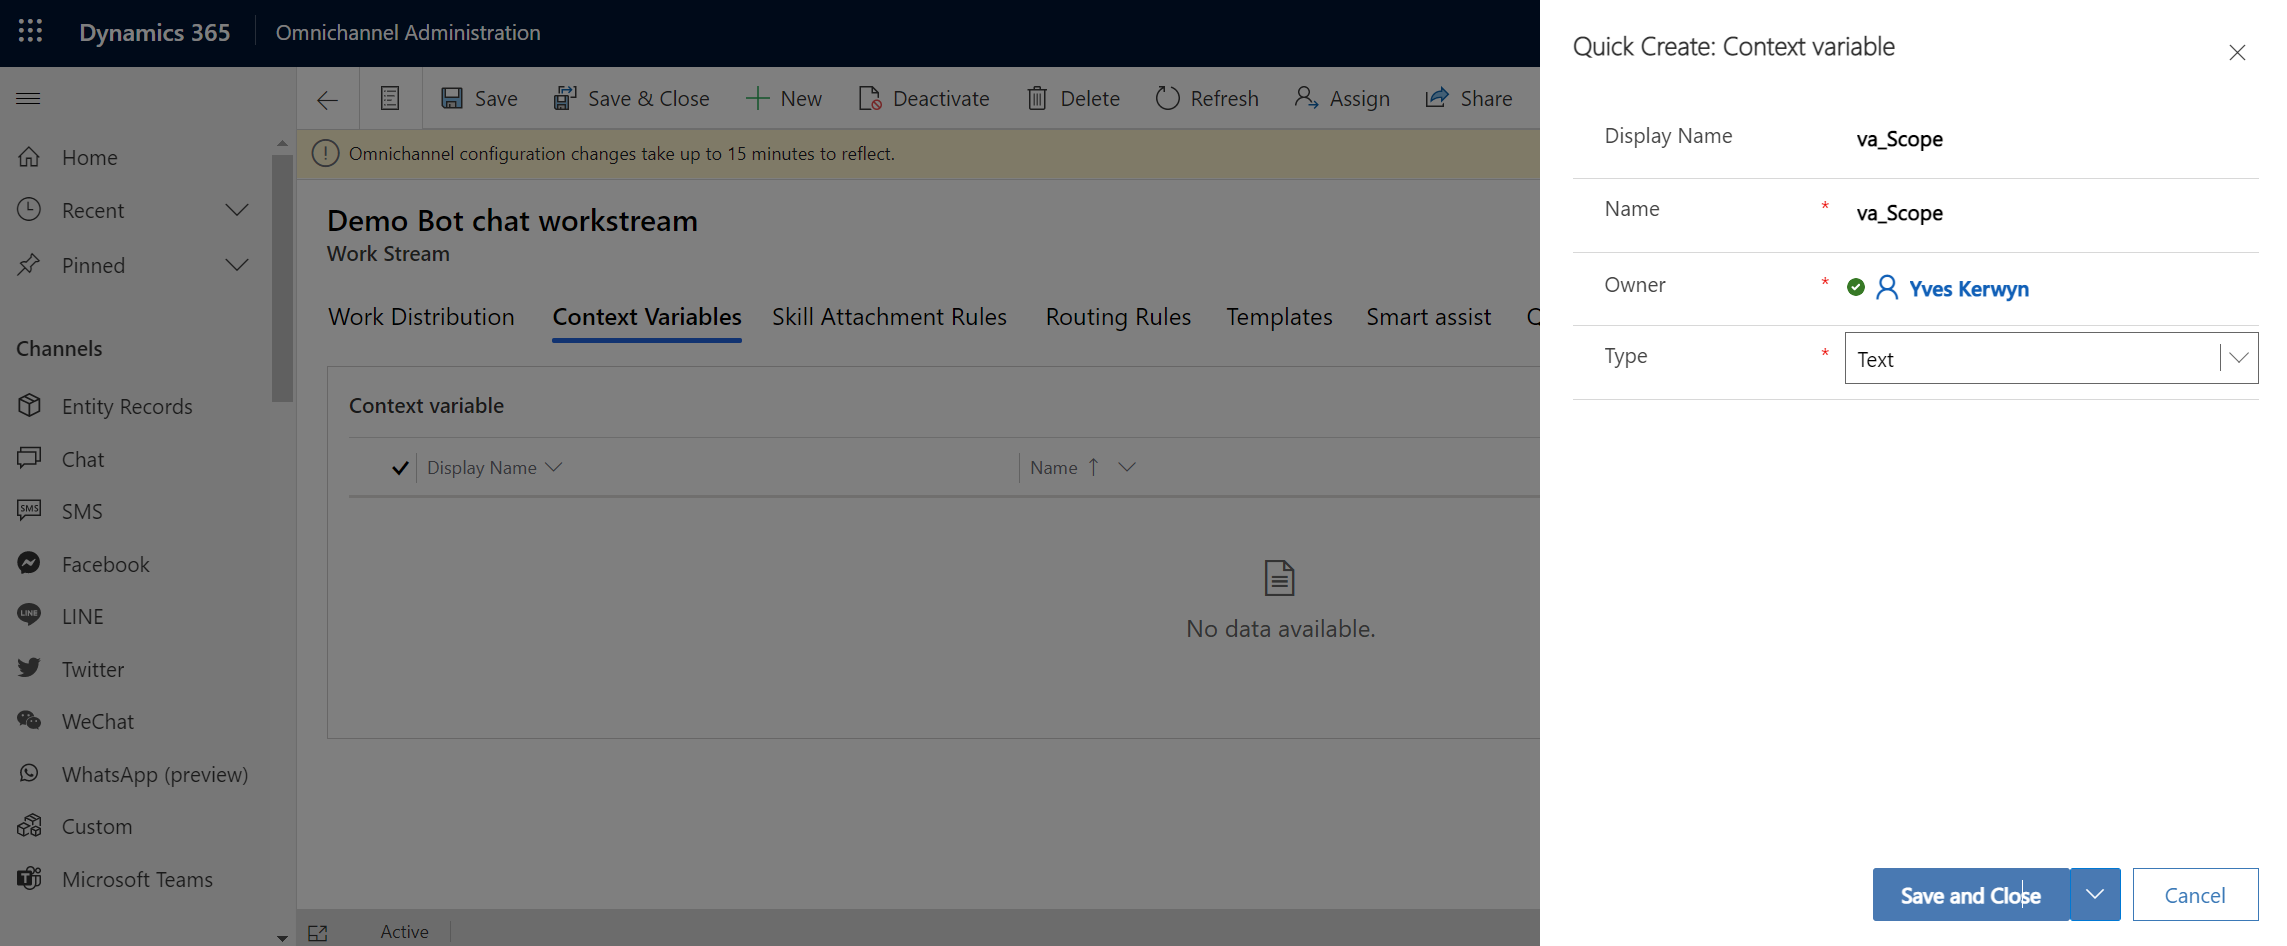 Dynamics 365
Omnichannel Administration
Save
Save & Close
New
Deactivate
Delete
Refresh
Assign
Share
Omnichannel configuration changes take up to 15 minutes to reflect.
Home
Recent
Pinned
Channels
Entity Records
Chat
SMS
SMS
Facebook
LINE
LINE
Twitter
WeChat
WhatsApp (preview)
Custom
Microsoft Teams
Demo Bot chat workstream
Work Stream
Work Distribution
Context Variables
Skill Attachment Rules
Routing Rules
Templates
Smart assist
Context variable
Display Name
Name
No data available.
Active
Quick Create: Context variable
Display Name
va_Scope
Name
*
va_Scope
Owner
*
Yves Kerwyn
Type
*
Text
Save and Close
Cancel